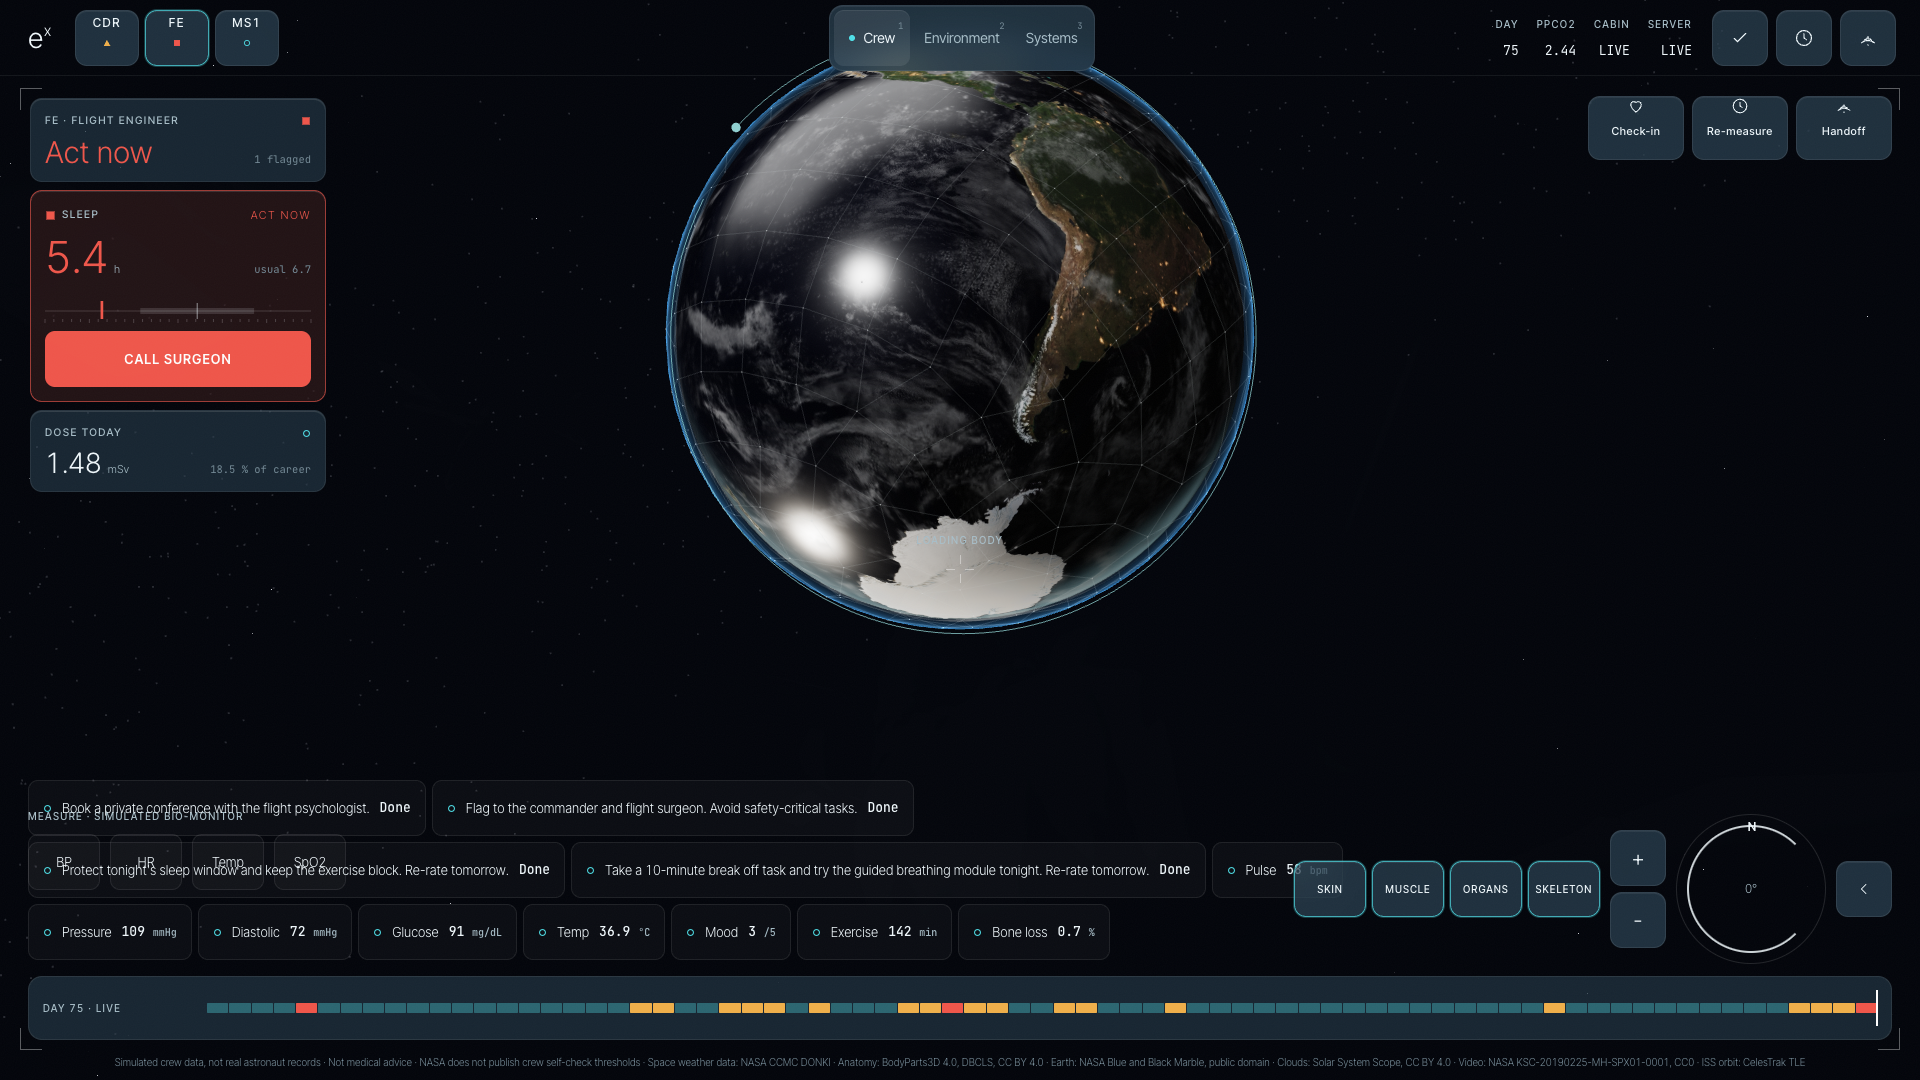 eˣ
CDR
FE
MS1
Crew 1
Environment 2
Systems 3
DAY 75
PPCO2 2.44
CABIN LIVE
SERVER LIVE
FE · FLIGHT ENGINEER
Act now
1 flagged
Check-in
Re-measure
Handoff
SLEEP
ACT NOW
5.4 h
usual 6.7
CALL SURGEON
DOSE TODAY
1.48 mSv
18.5 % of career
BODY
Book a private conference with the flight psychologist. Done
Flag to the commander and flight surgeon. Avoid safety-critical tasks. Done
MEASURE · SIMULATED BIO-MONITOR
BP
HR
Temp
SpO2
Protect tonight's sleep window and keep the exercise block. Re-rate tomorrow. Done
Take a 10-minute break off task and try the guided breathing module tonight. Re-rate tomorrow. Done
Pulse bpm
SKIN
MUSCLE
ORGANS
SKELETON
+
-
N
0°
Pressure 109 mmHg
Diastolic 72 mmHg
Glucose 91 mg/dL
Temp 36.9 °C
Mood 3 /5
Exercise 142 min
Bone loss 0.7 %
DAY 75 · LIVE
Simulated crew data, not real astronaut records · Not medical advice · NASA does not publish crew self-check thresholds · Space weather data: NASA CCMC DONKI · Anatomy: BodyParts3D 4.0, DBCLS, CC BY 4.0 · Earth: NASA Blue and Black Marble, public domain · Clouds: Solar System Scope, CC BY 4.0 · Video: NASA KSC-20190225-MH-SPX01-0001, CC0 · ISS orbit: CelesTrak TLE